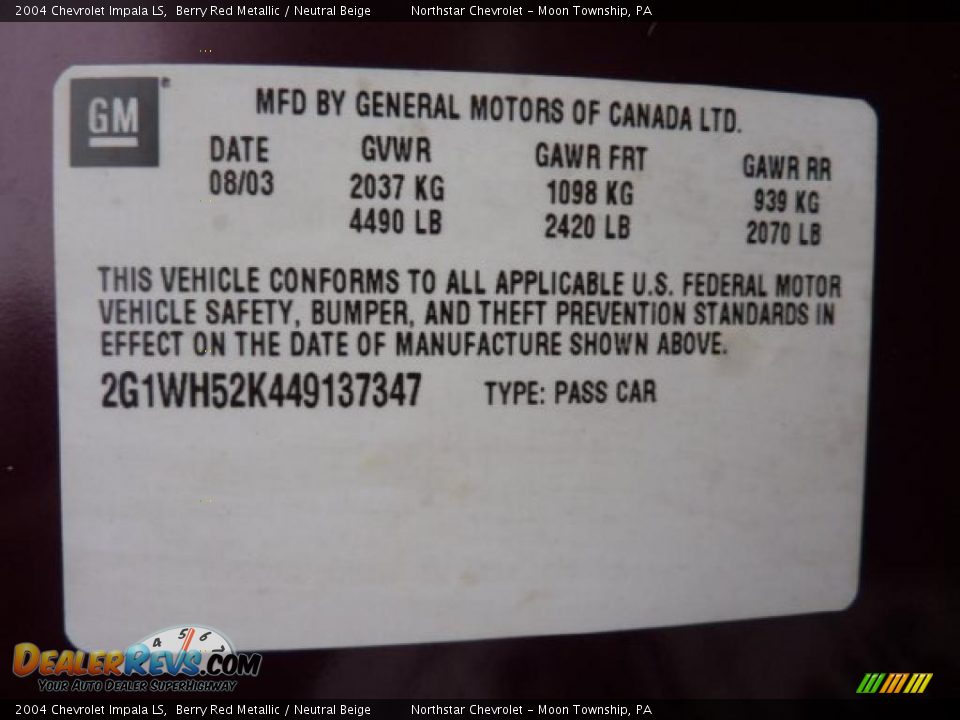 2004 Chevrolet Impala LS, Berry Red Metallic / Neutral Beige Northstar Chevrolet - Moon Township, PA
GM
MFD BY GENERAL MOTORS OF CANADA LTD.
DATE GVWR GAWR FRT GAWR RR
08/03 2037 KG 1098 KG 939 KG
4490 LB 2420 LB 2070 LB
THIS VEHICLE CONFORMS TO ALL APPLICABLE U.S. FEDERAL MOTOR
VEHICLE SAFETY, BUMPER, AND THEFT PREVENTION STANDARDS IN
EFFECT ON THE DATE OF MANUFACTURE SHOWN ABOVE.
2G1WH52K449137347 TYPE: PASS CAR
4 5 6 7
DEALERREVS.COM
YOUR AUTO DEALER SUPERHIGHWAY
2004 Chevrolet Impala LS, Berry Red Metallic / Neutral Beige Northstar Chevrolet - Moon Township, PA